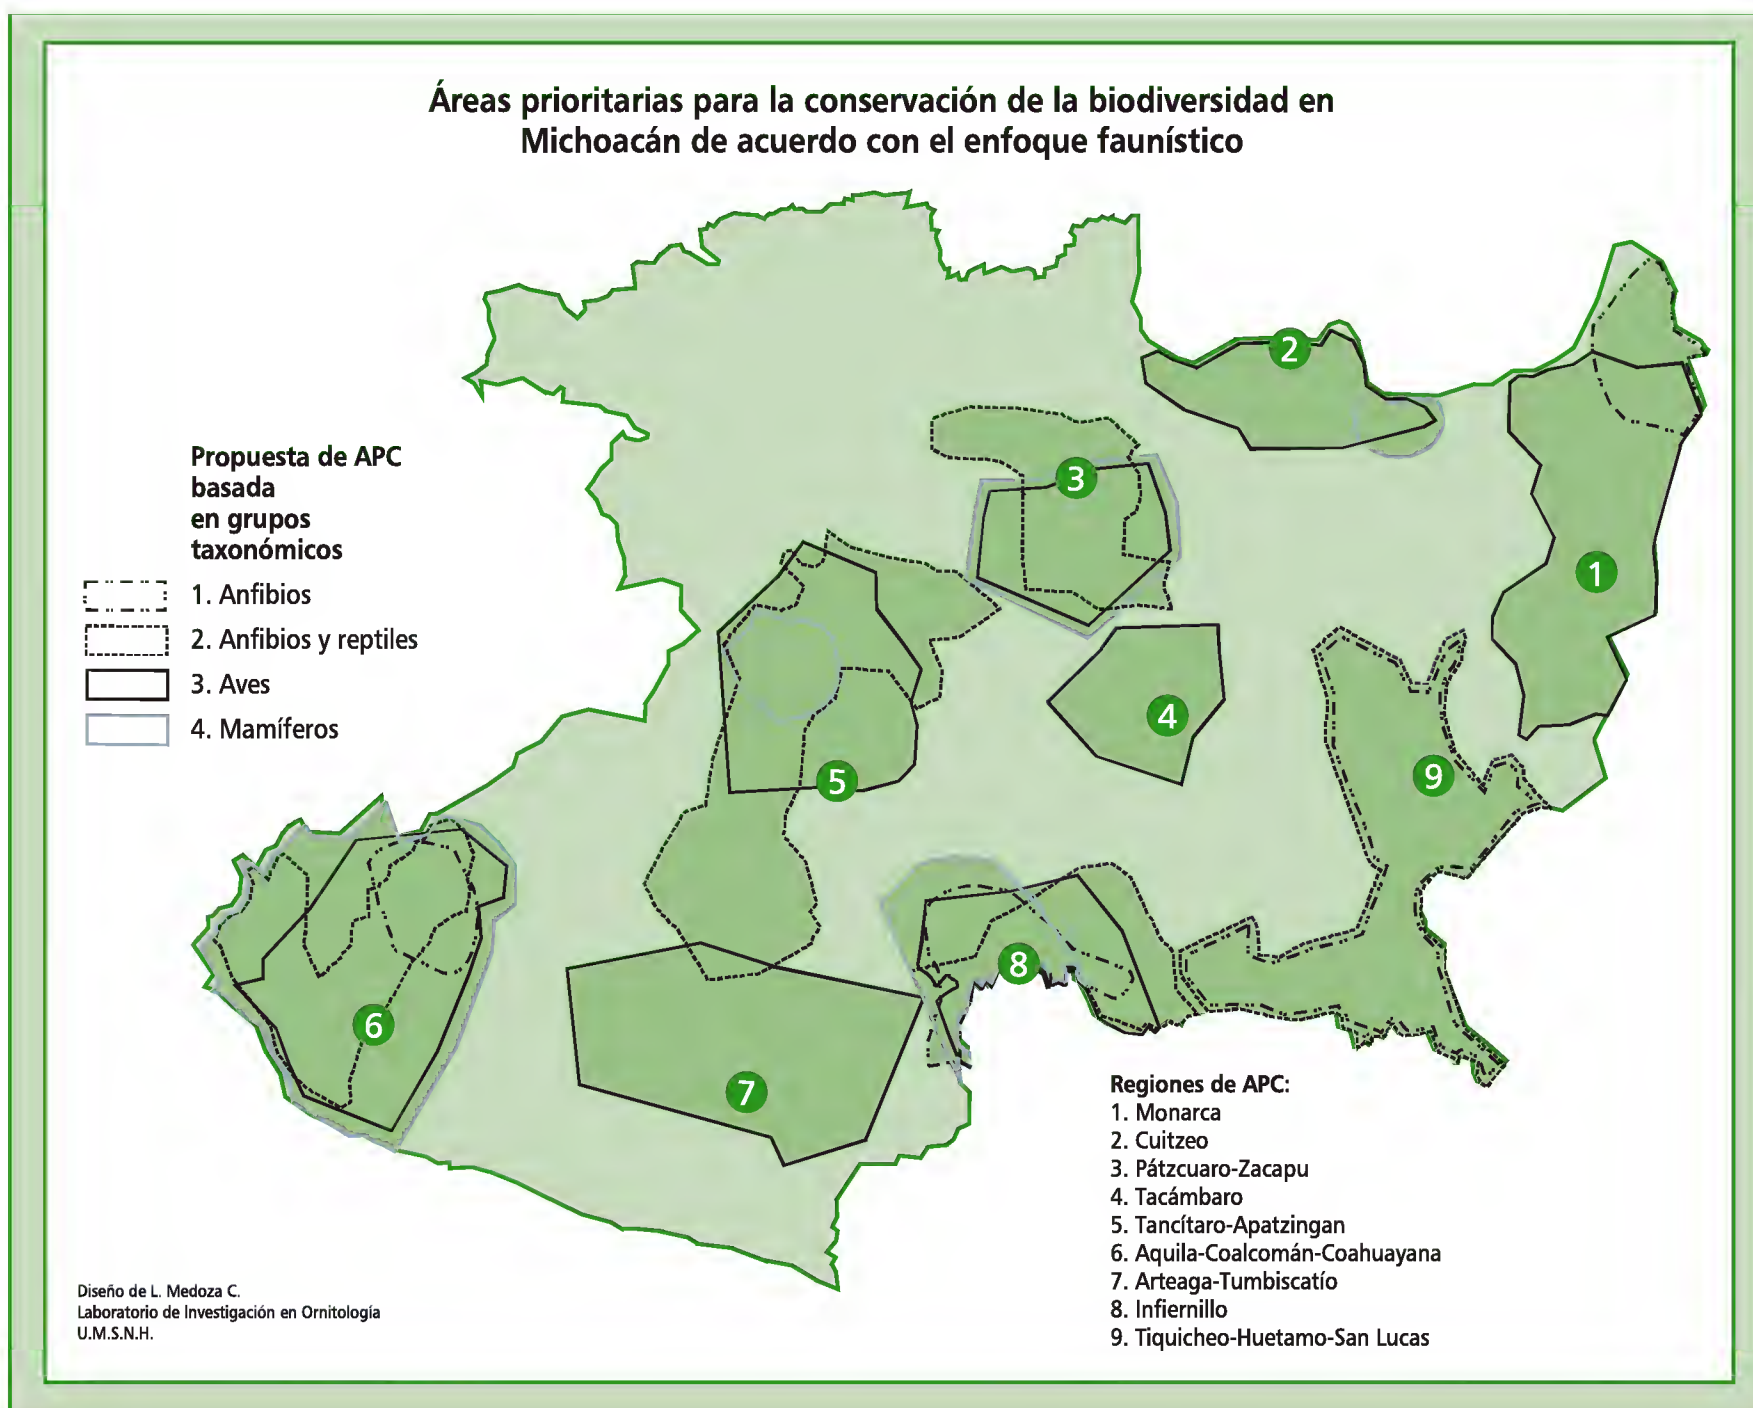 Áreas prioritarias para la conservación de la biodiversidad en
Michoacán de acuerdo con el enfoque faunístico
Propuesta de APC
basada
en grupos
taxonómicos
1. Anfibios
2. Anfibios y reptiles
3. Aves
4. Mamíferos
2
3
1
4
5
9
8
6
7
Regiones de APC:
1. Monarca
2. Cuitzeo
3. Pátzcuaro-Zacapu
4. Tacámbaro
5. Tancítaro-Apatzingan
6. Aquila-Coalcomán-Coahuayana
7. Arteaga-Tumbiscatío
8. Infiernillo
9. Tiquicheo-Huetamo-San Lucas
Diseño de L. Medoza C.
Laboratorio de Investigación en Ornitología
U.M.S.N.H.